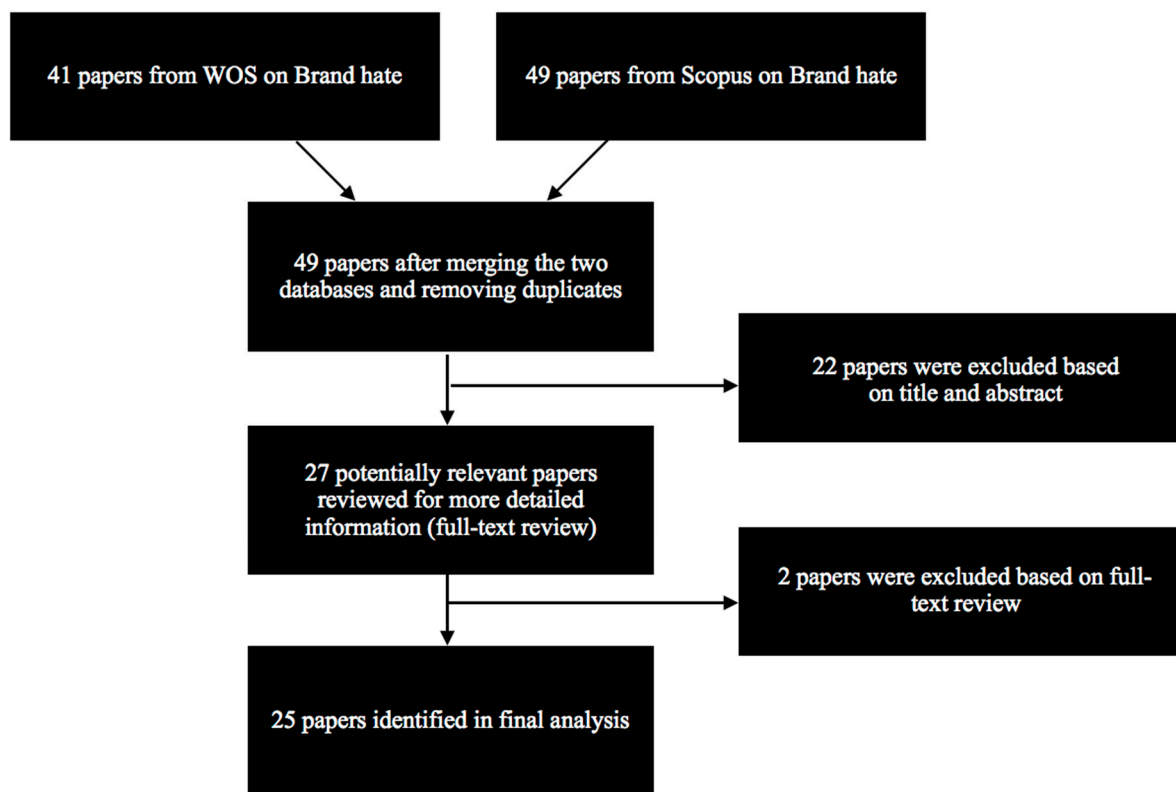 41 papers from WOS on Brand hate
49 papers from Scopus on Brand hate
49 papers after merging the two
databases and removing duplicates
22 papers were excluded based
on title and abstract
27 potentially relevant papers
reviewed for more detailed
information (full-text review)
2 papers were excluded based on full-
text review
25 papers identified in final analysis